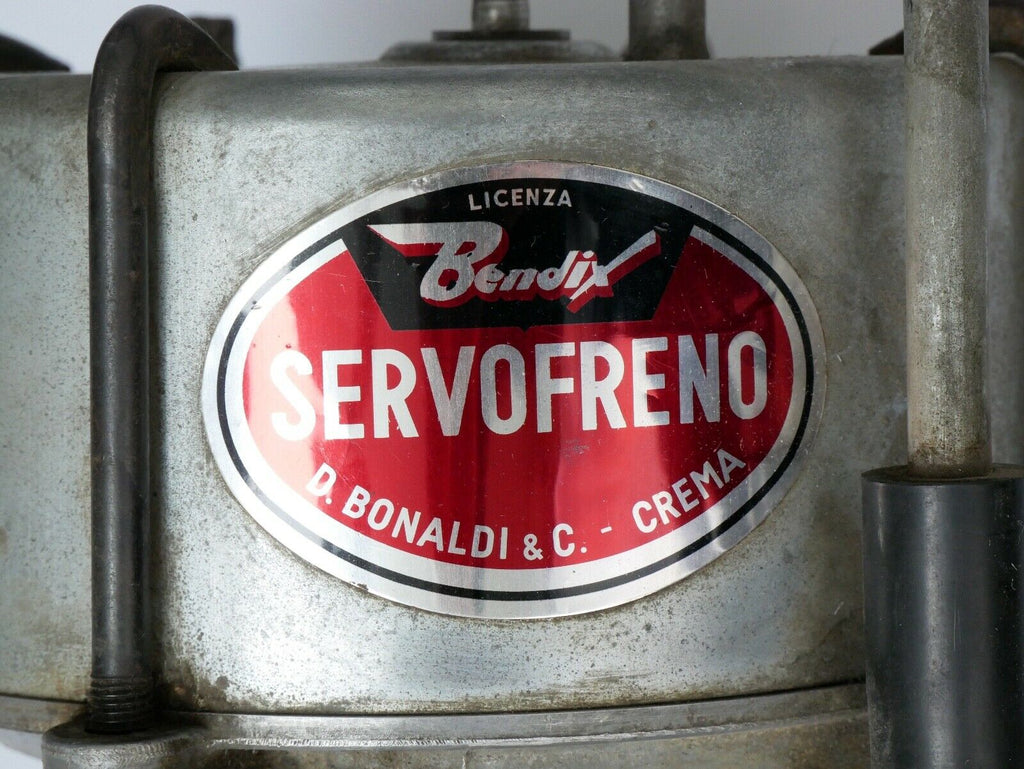 LICENZA
Bendix
SERVOFRENO
D. BONALDI & C. - CREMA